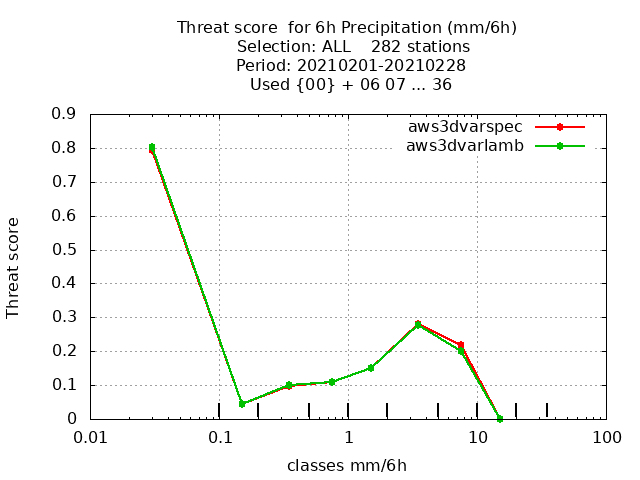 Threat score  for 6h Precipitation (mm/6h)
Selection: ALL    282 stations
Period: 20210201-20210228
Used {00} + 06 07 ... 36
aws3dvarspec
aws3dvarlamb
Threat score
0.9
0.8
0.7
0.6
0.5
0.4
0.3
0.2
0.1
0
0.01
0.1
1
10
100
classes mm/6h